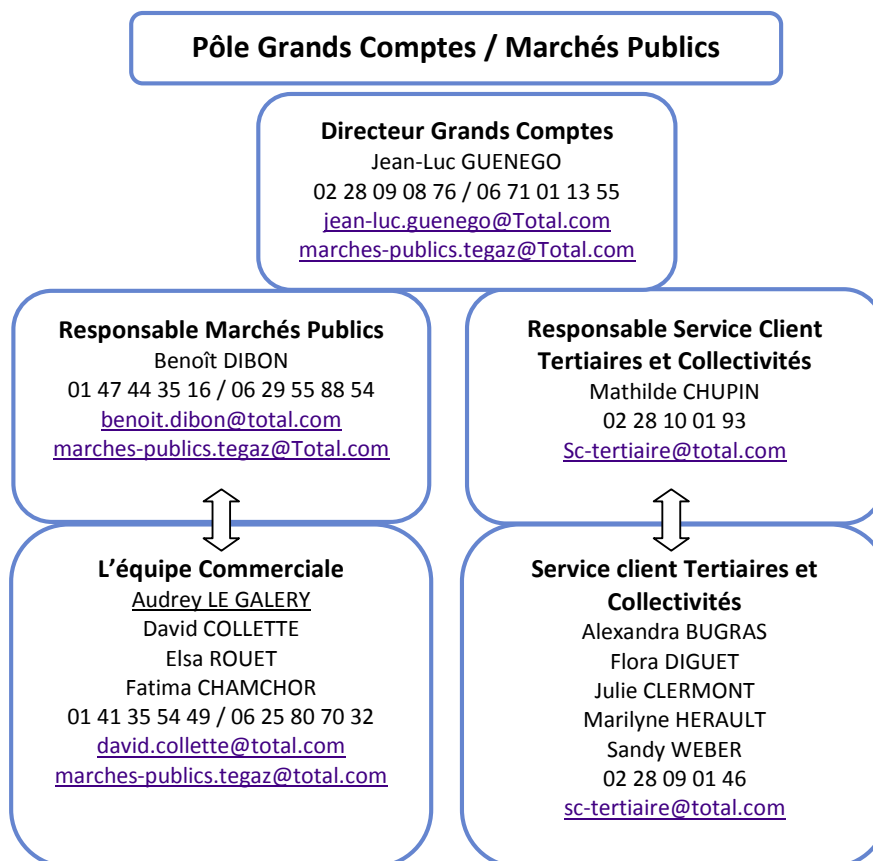 Pôle Grands Comptes / Marchés Publics
Directeur Grands Comptes
Jean-Luc GUENEGO
02 28 09 08 76 / 06 71 01 13 55
jean-luc.guenego@Total.com
marches-publics.tegaz@Total.com
Responsable Marchés Publics
Benoît DIBON
01 47 44 35 16 / 06 29 55 88 54
benoit.dibon@total.com
marches-publics.tegaz@Total.com
Responsable Service Client
Tertiaires et Collectivités
Mathilde CHUPIN
02 28 10 01 93
Sc-tertiaire@total.com
L'équipe Commerciale
Audrey LE GALERY
David COLLETTE
Elsa ROUET
Fatima CHAMCHOR
01 41 35 54 49 / 06 25 80 70 32
david.collette@total.com
marches-publics.tegaz@total.com
Service client Tertiaires et
Collectivités
Alexandra BUGRAS
Flora DIGUET
Julie CLERMONT
Marilyne HERAULT
Sandy WEBER
02 28 09 01 46
sc-tertiaire@total.com